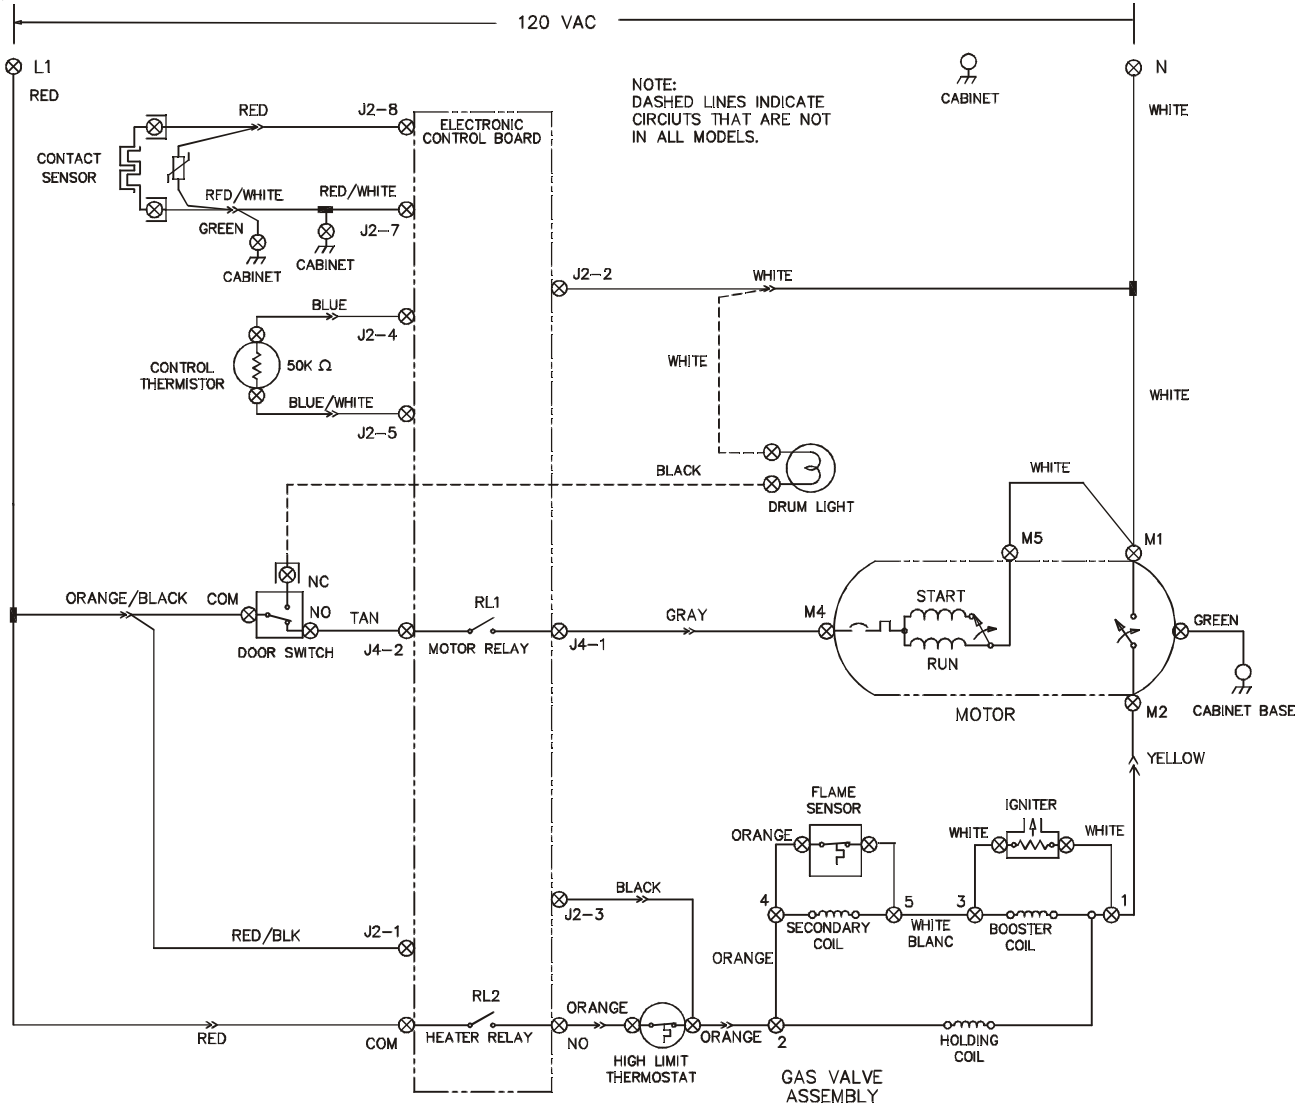 120 VAC
L1
N
RED
WHITE
CABINET
NOTE:
DASHED LINES INDICATE
CIRCIUTS THAT ARE NOT
IN ALL MODELS.
RED
J2-8
ELECTRONIC
CONTROL BOARD
CONTACT
SENSOR
RFD/WHITE
RED/WHITE
GREEN
J2-7
CABINET
CABINET
J2-2
WHITE
BLUE
J2-4
CONTROL
THERMISTOR
50K Ω
WHITE
BLUE/WHITE
J2-5
WHITE
BLACK
DRUM LIGHT
WHITE
M5
M1
NC
ORANGE/BLACK
COM
NO
TAN
RL1
GRAY
M4
START
RUN
GREEN
DOOR SWITCH
J4-2
MOTOR RELAY
J4-1
MOTOR
M2
CABINET BASE
YELLOW
FLAME
SENSOR
IGNITER
ORANGE
WHITE
WHITE
BLACK
J2-3
4
5
3
1
SECONDARY
COIL
WHITE
BLANC
BOOSTER
COIL
RED/BLK
J2-1
ORANGE
RL2
ORANGE
RED
COM
HEATER RELAY
NO
ORANGE
2
HIGH LIMIT
THERMOSTAT
HOLDING
COIL
GAS VALVE
ASSEMBLY